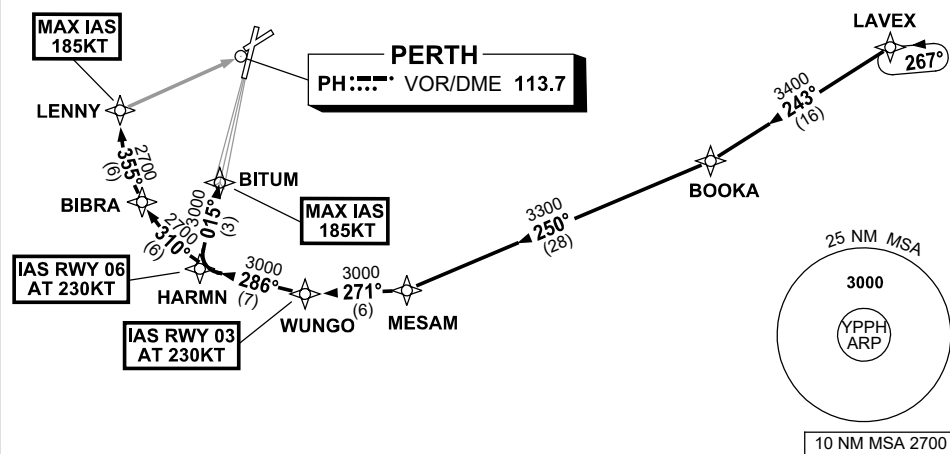 MAX IAS
185KT
LENNY
PERTH
PH VOR/DME 113.7
LAVEX
267°
3400
243°
(16)
BOOKA
3300
250°
(28)
MESAM
3000
271°
(6)
WUNGO
IAS RWY 03
AT 230KT
3000
286°
(7)
HARMN
IAS RWY 06
AT 230KT
3000
015°
(3)
BITUM
MAX IAS
185KT
2700
310°
(6)
BIBRA
2700
355°
(6)
25 NM MSA
3000
YPPH
ARP
10 NM MSA 2700